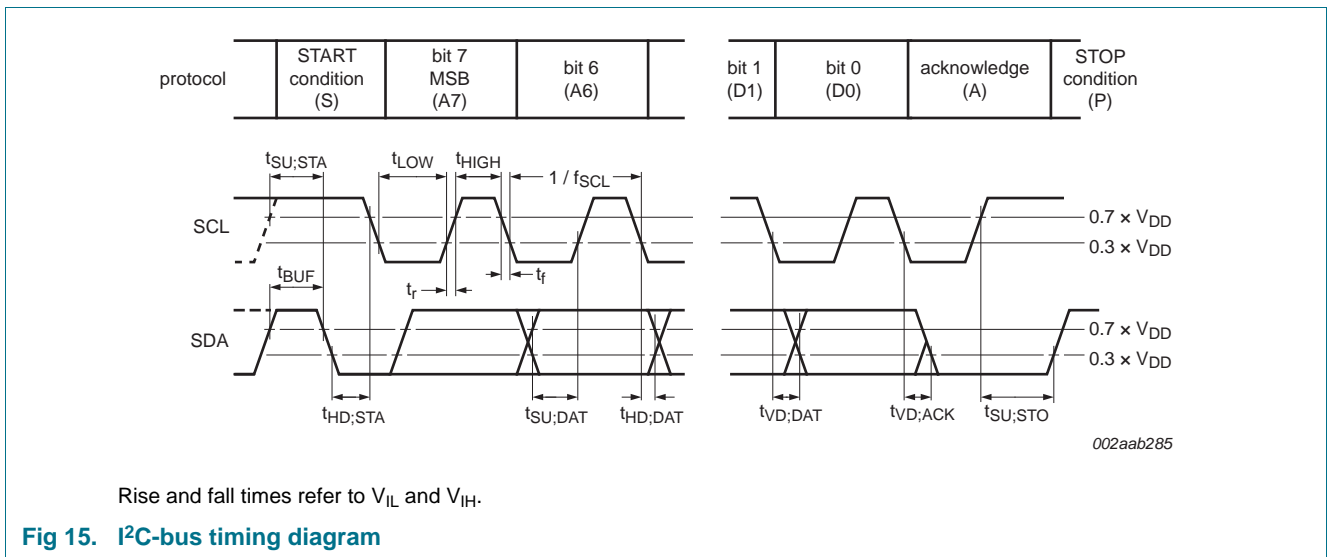 protocol
START
condition
(S)
bit 7
MSB
(A7)
bit 6
(A6)
bit 1
(D1)
bit 0
(D0)
acknowledge
(A)
STOP
condition
(P)
tSU;STA
tLOW
tHIGH
1 / fSCL
SCL
0.7 × VDD
0.3 × VDD
tBUF
tr
tf
SDA
0.7 × VDD
0.3 × VDD
tHD;STA
tSU;DAT
tHD;DAT
tVD;DAT
tVD;ACK
tSU;STO
002aab285
Rise and fall times refer to VIL and VIH.
Fig 15. I²C-bus timing diagram